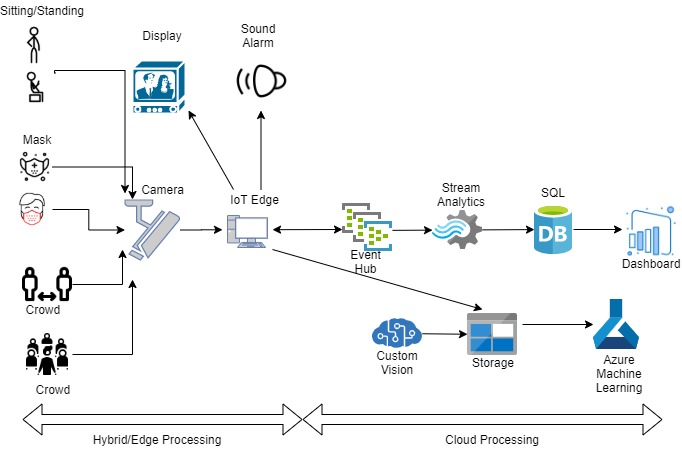 Sitting/Standing
Display
Sound
Alarm
Mask
Camera
IoT Edge
Stream
Analytics
SQL
DB
Event
Hub
Dashboard
Crowd
Custom
Vision
Storage
Azure
Machine
Learning
Crowd
Hybrid/Edge Processing
Cloud Processing